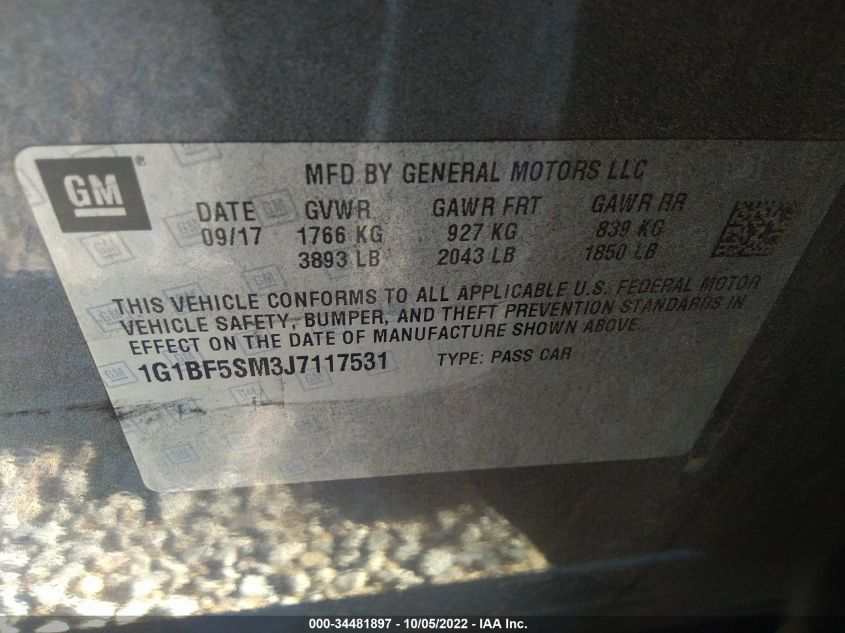 GM ®
MFD BY GENERAL MOTORS LLC
DATE GVWR GAWR FRT GAWR RR
09/17 1766 KG 927 KG 839 KG
3893 LB 2043 LB 1850 LB
THIS VEHICLE CONFORMS TO ALL APPLICABLE U.S. FEDERAL MOTOR
VEHICLE SAFETY, BUMPER, AND THEFT PREVENTION STANDARDS IN
EFFECT ON THE DATE OF MANUFACTURE SHOWN ABOVE.
1G1BF5SM3J7117531 TYPE: PASS CAR
000-34481897 - 10/05/2022 - IAA Inc.